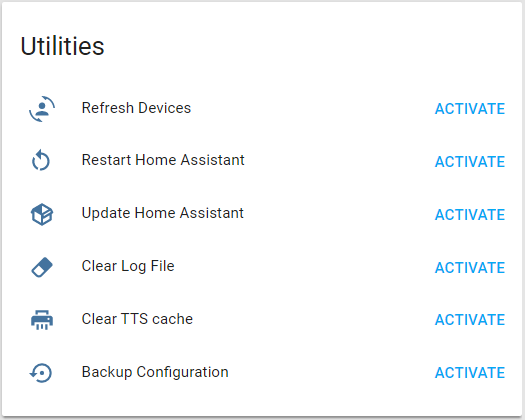 Utilities
Refresh Devices ACTIVATE
Restart Home Assistant ACTIVATE
Update Home Assistant ACTIVATE
Clear Log File ACTIVATE
Clear TTS cache ACTIVATE
Backup Configuration ACTIVATE